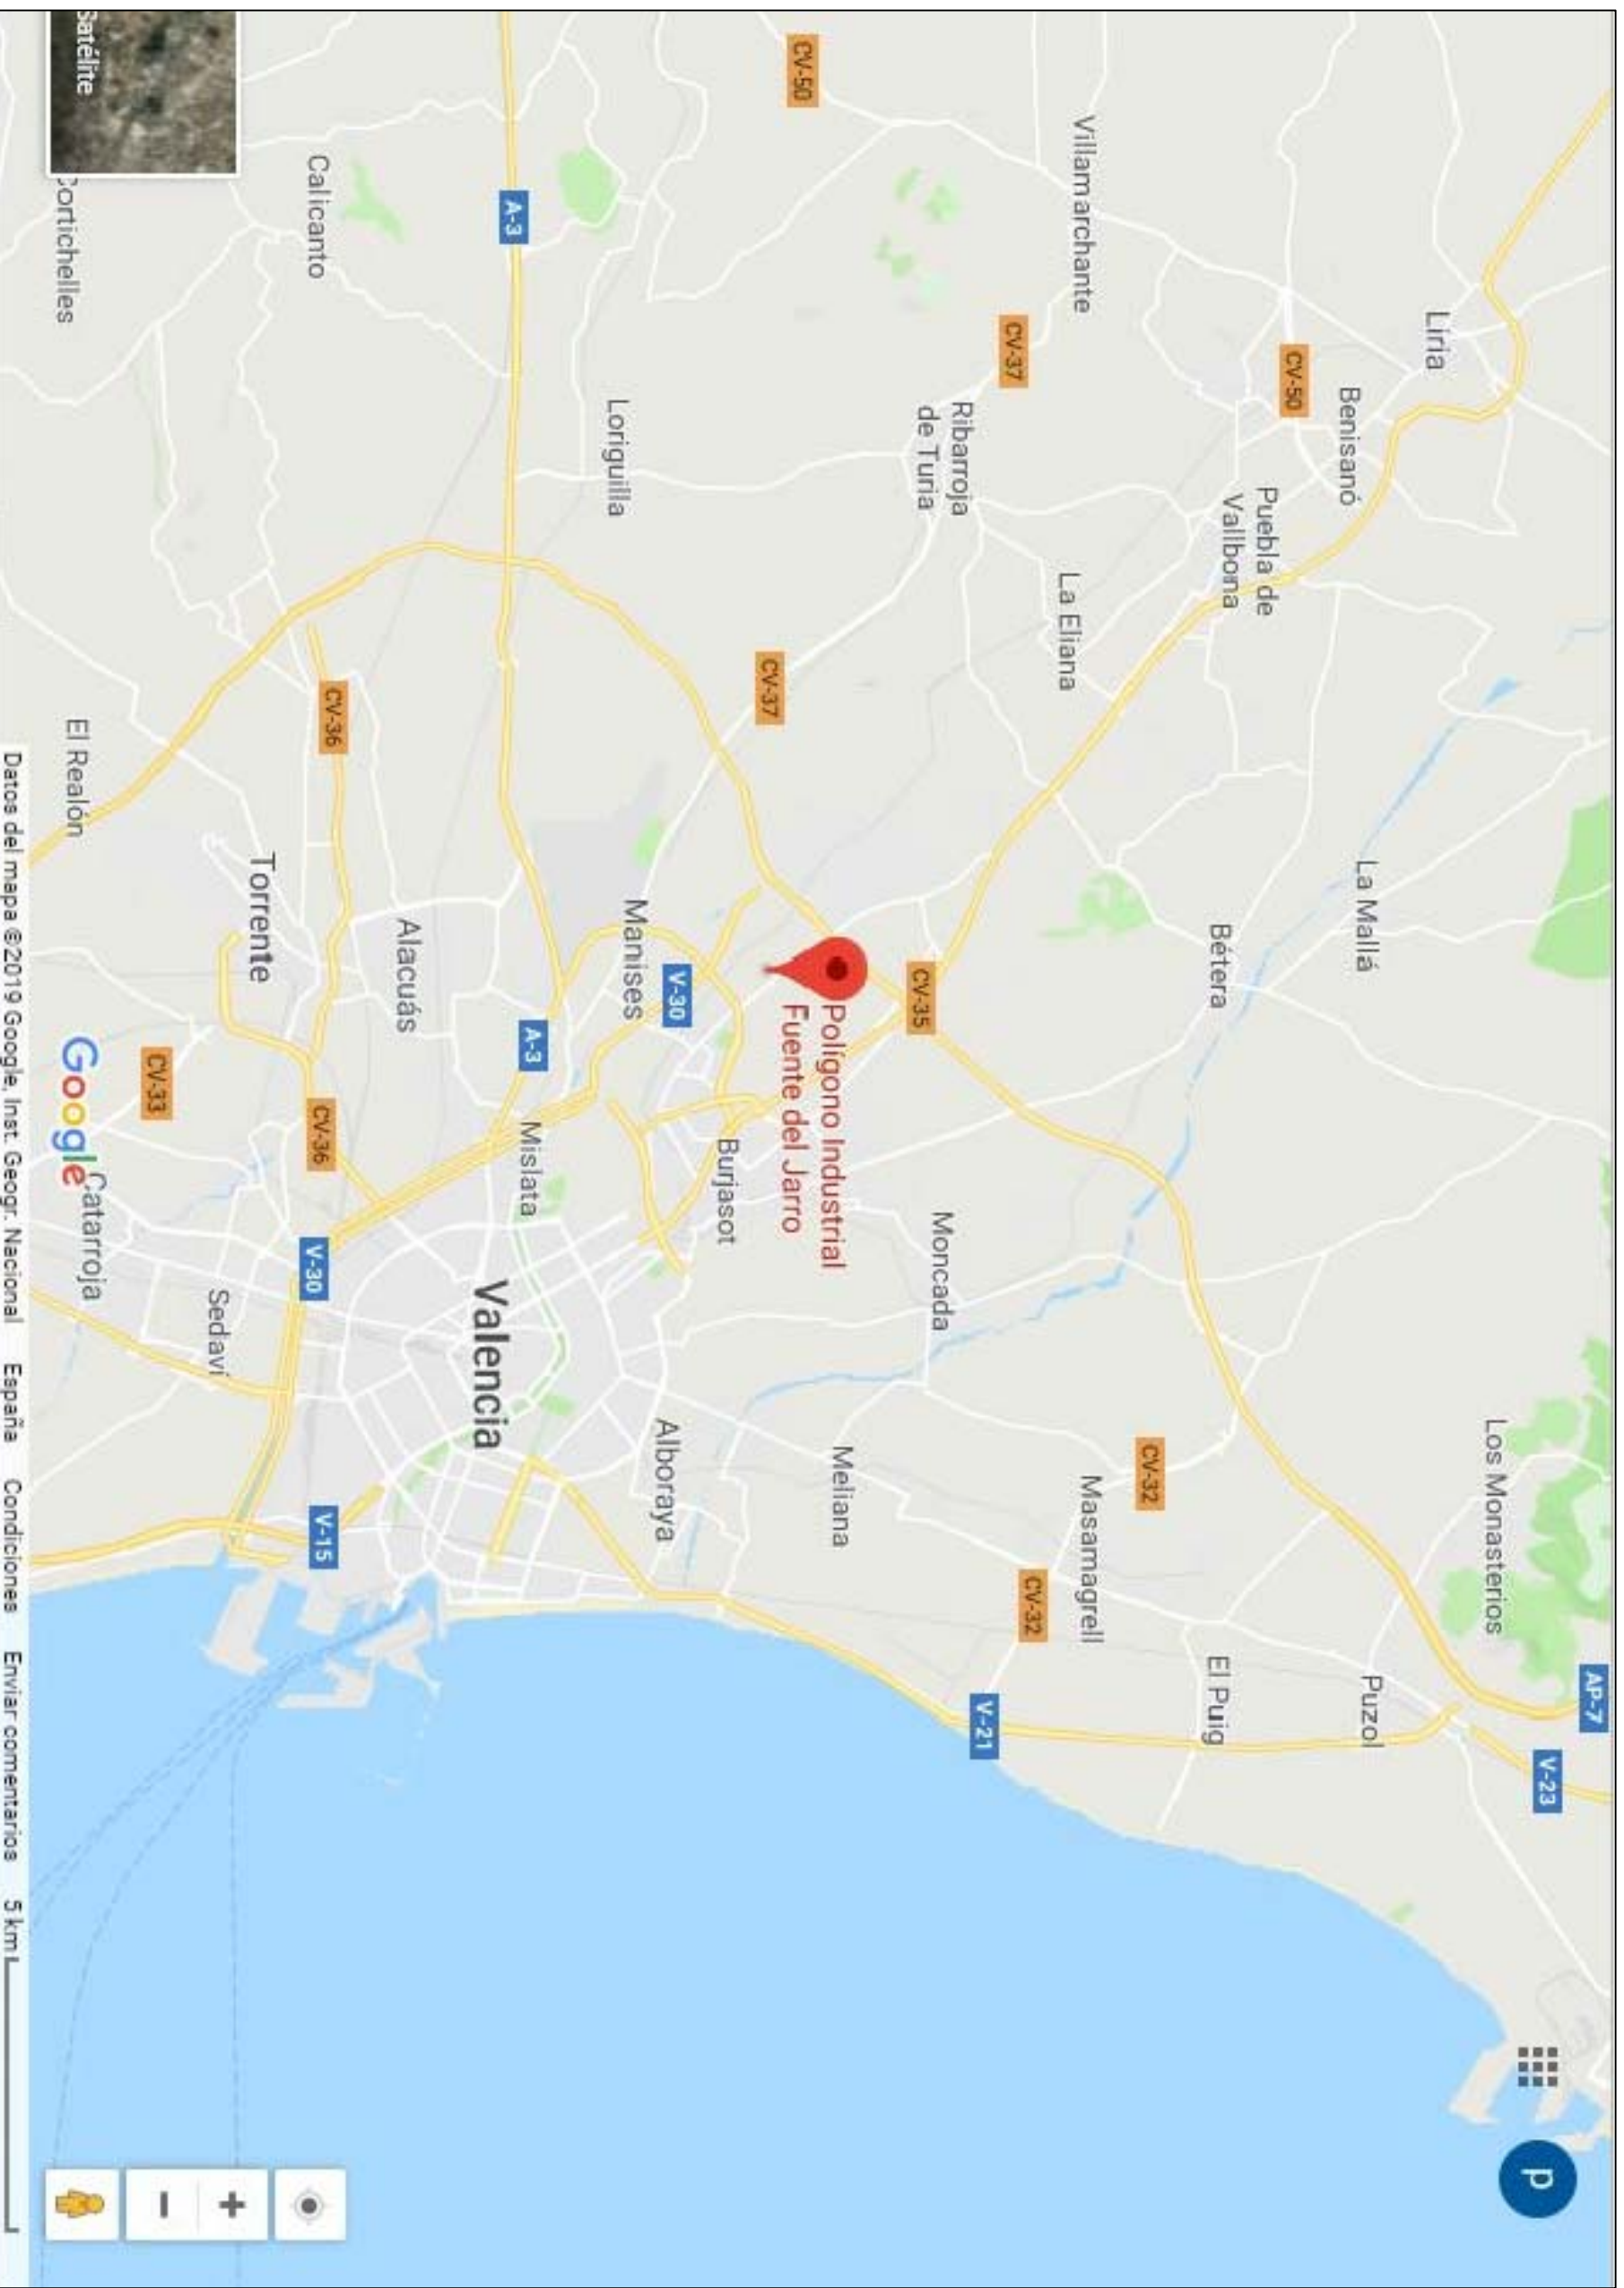 AP-7
V-23
p
Los Monasterios
Liria
Puzol
La Mallá
Benisanó
CV-50
Puebla de
Vallbona
Bétera
El Puig
CV-32
Villamarchante
Masamagrell
La Eliana
CV-32
CV-37
V-21
Ribarroja
de Turia
Moncada
CV-35
Meliana
Polígono Industrial
Fuente del Jarro
CV-50
CV-37
Burjasot
V-30
Alboraya
Manises
Loriguilla
A-3
Mislata
A-3
Valencia
Alacuás
CV-36
V-15
CV-36
Calicanto
V-30
Torrente
Sedaví
CV-33
Catarroja
Satélite
Google
El Realón
Cortichelles
Datos del mapa ©2019 Google, Inst. Geogr. Nacional España Condiciones Enviar comentarios 5 km